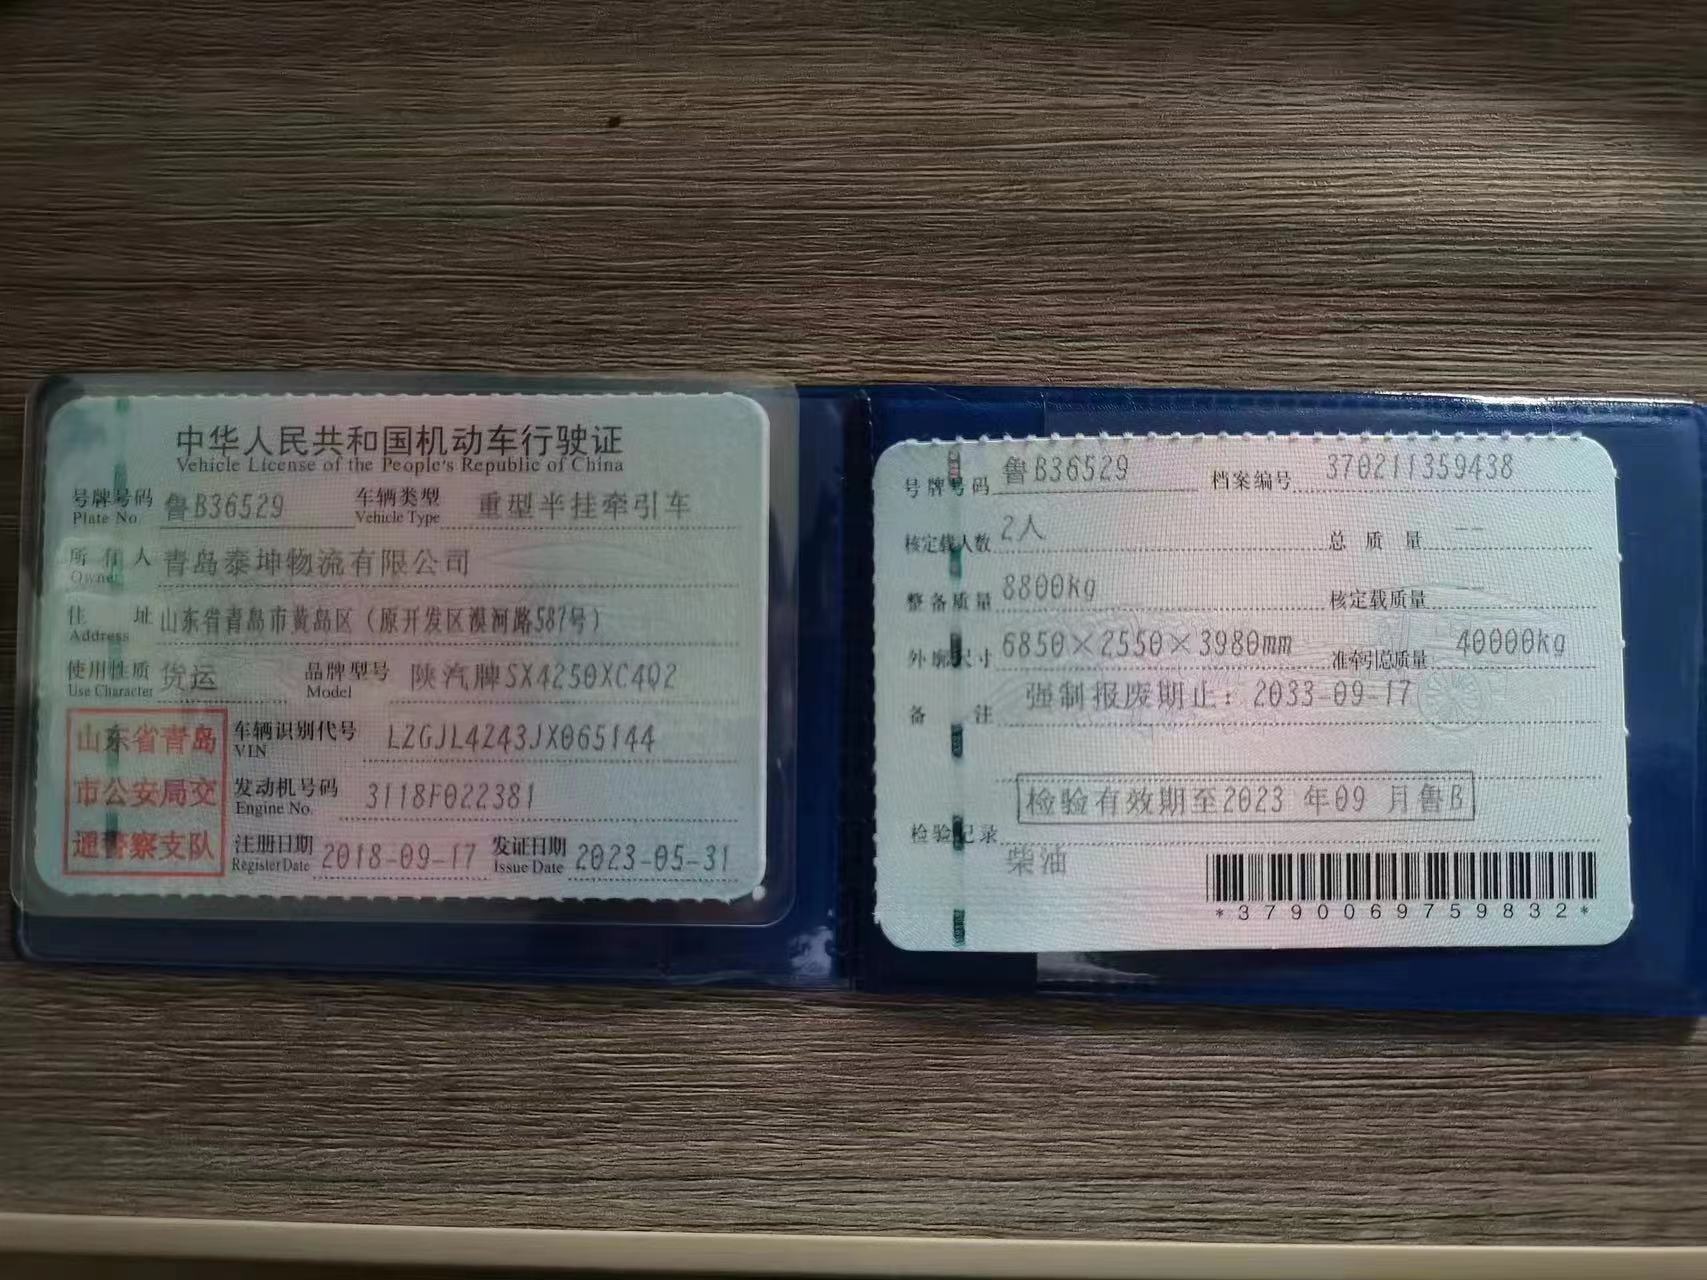 中华人民共和国机动车行驶证
Vehicle License of the People's Republic of China
号牌号码 鲁B36529 车辆类型 重型半挂牵引车
Plate No. Vehicle Type
所有人 青岛泰坤物流有限公司
Owner
住址 山东省青岛市黄岛区(原开发区漠河路587号)
Address
使用性质 货运 品牌型号 陕汽牌SX4250XC4Q2
Use Character Model
山东省青岛
市公安局交
通警察支队
车辆识别代号 LZGJL4243JX065144
VIN
发动机号码 3118F022381
Engine No.
注册日期 2018-09-17 发证日期 2023-05-31
Register Date Issue Date
号牌号码 鲁B36529 档案编号 370211359438
核定载人数 2人 总质量 --
整备质量 8800kg 核定载质量 --
外廓尺寸 6850×2550×3980mm 准牵引总质量 40000kg
备注 强制报废期止:2033-09-17
检验有效期至2023 年09 月鲁B
检验记录
柴油
*3790069759832*